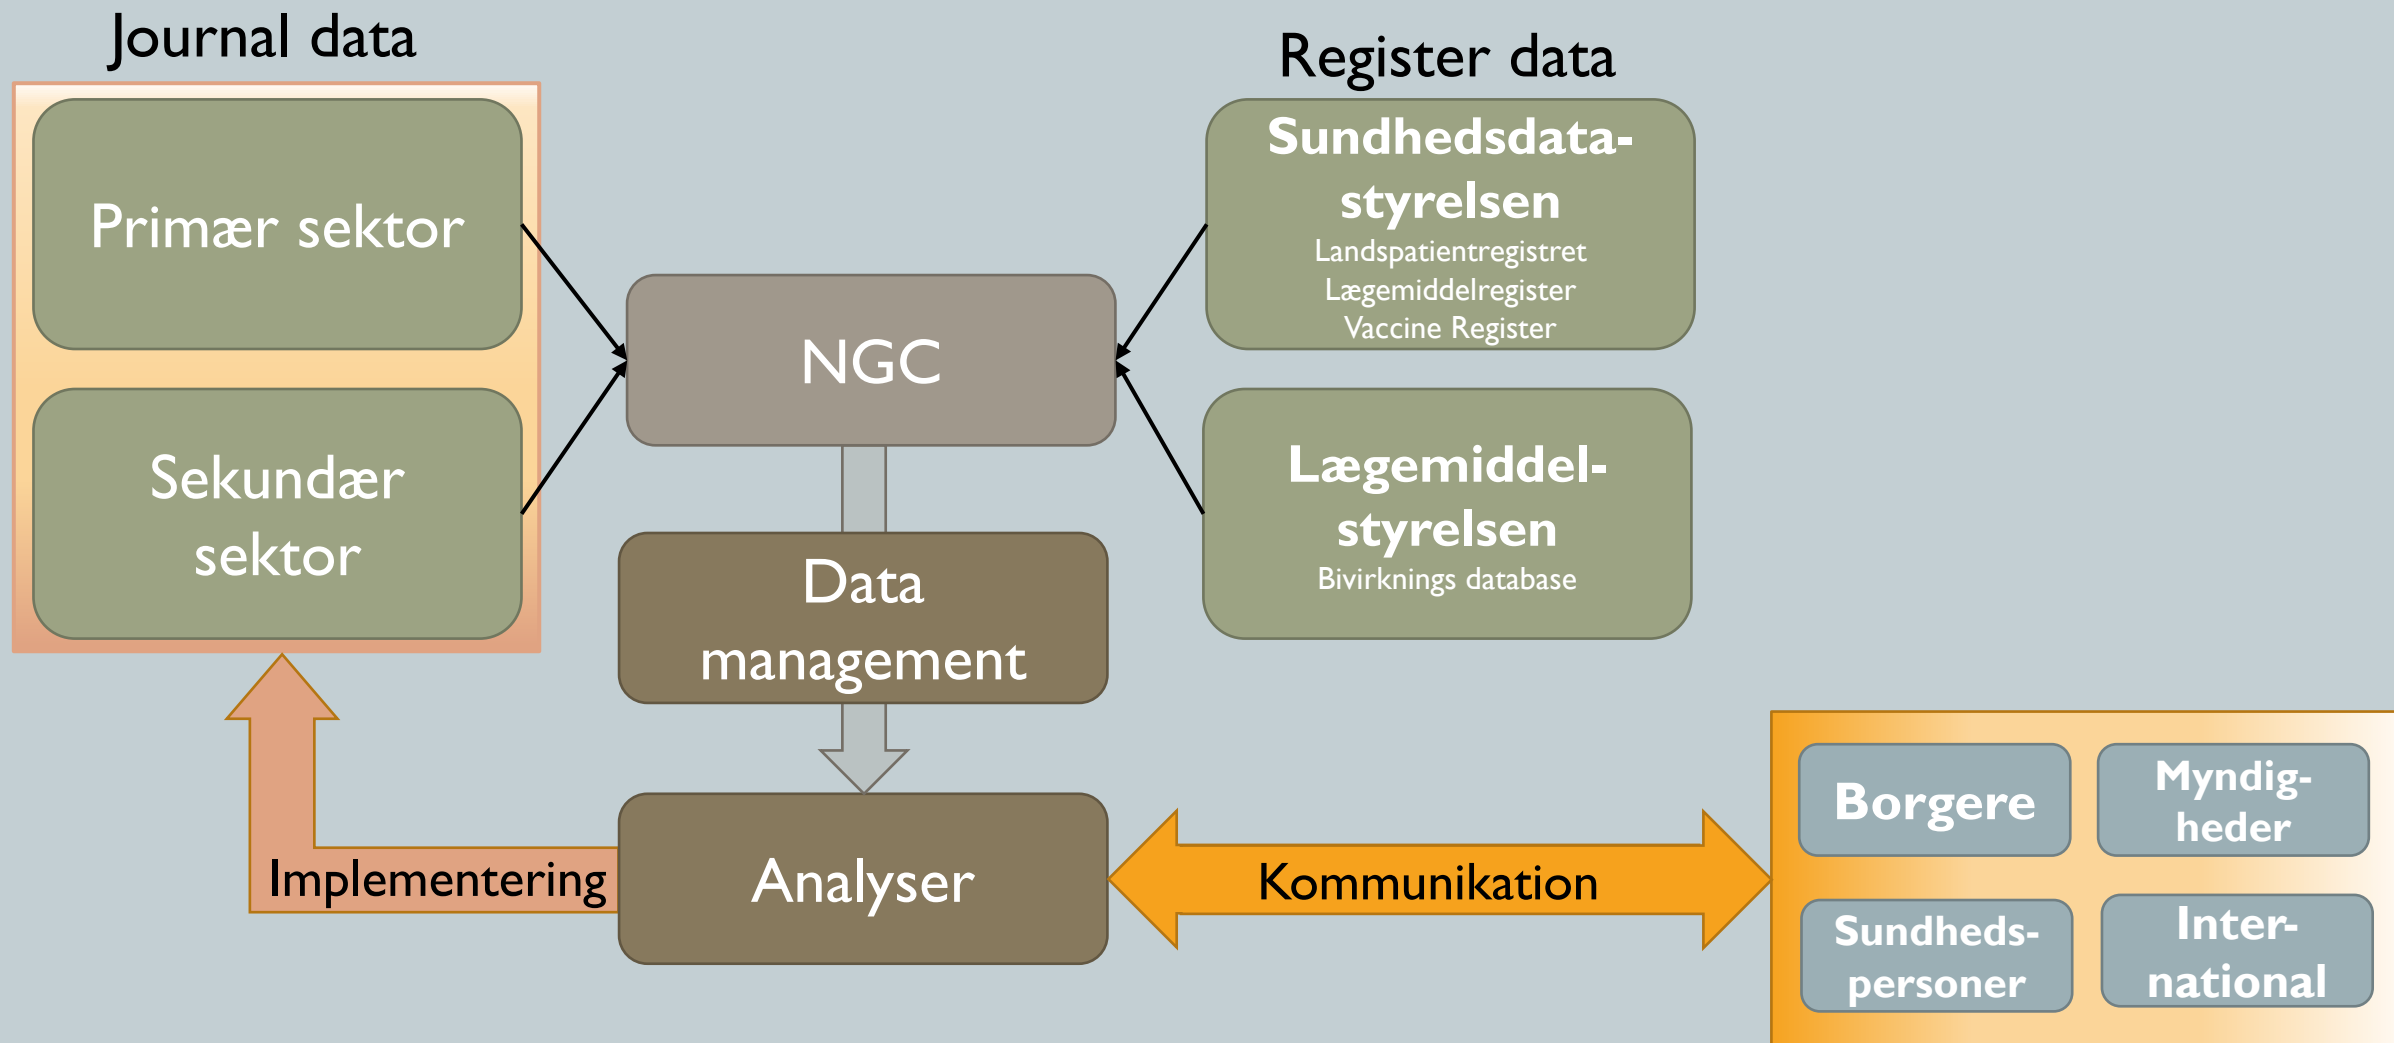 Journal data
Primær sektor
Sekundær
sektor
NGC
Data
management
Analyser
Implementering
Register data
Sundhedsdata-
styrelsen
Landspatientregistret
Lægemiddelregister
Vaccine Register
Lægemiddel-
styrelsen
Bivirknings database
Kommunikation
Borgere
Myndig-
heder
Sundheds-
personer
Inter-
national